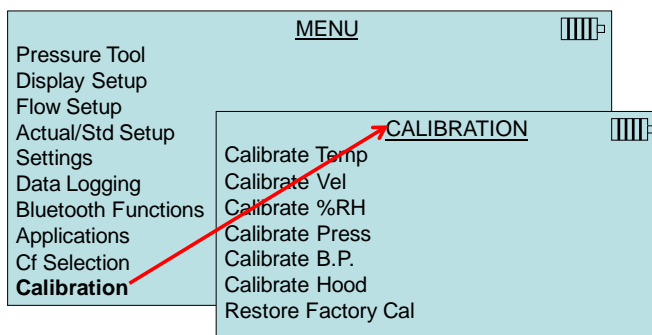 MENU
Pressure Tool
Display Setup
Flow Setup
Actual/Std Setup
Settings
Data Logging
Bluetooth Functions
Applications
Cf Selection
Calibration
CALIBRATION
Calibrate Temp
Calibrate Vel
Calibrate %RH
Calibrate Press
Calibrate B.P.
Calibrate Hood
Restore Factory Cal